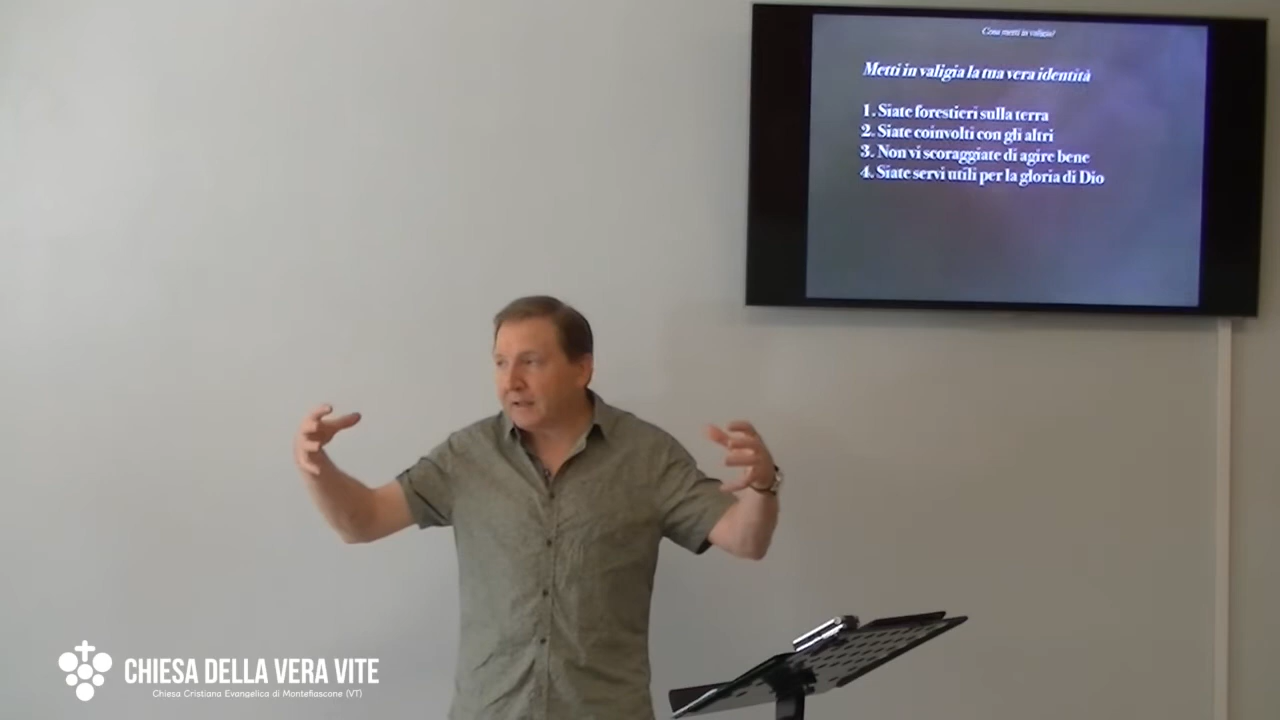 Cosa metti in valigia?
Metti in valigia la tua vera identità
1. Siate forestieri sulla terra
2. Siate coinvolti con gli altri
3. Non vi scoraggiate di agire bene
4. Siate servi utili per la gloria di Dio
CHIESA DELLA VERA VITE
Chiesa Cristiana Evangelica di Montefiascone (VT)